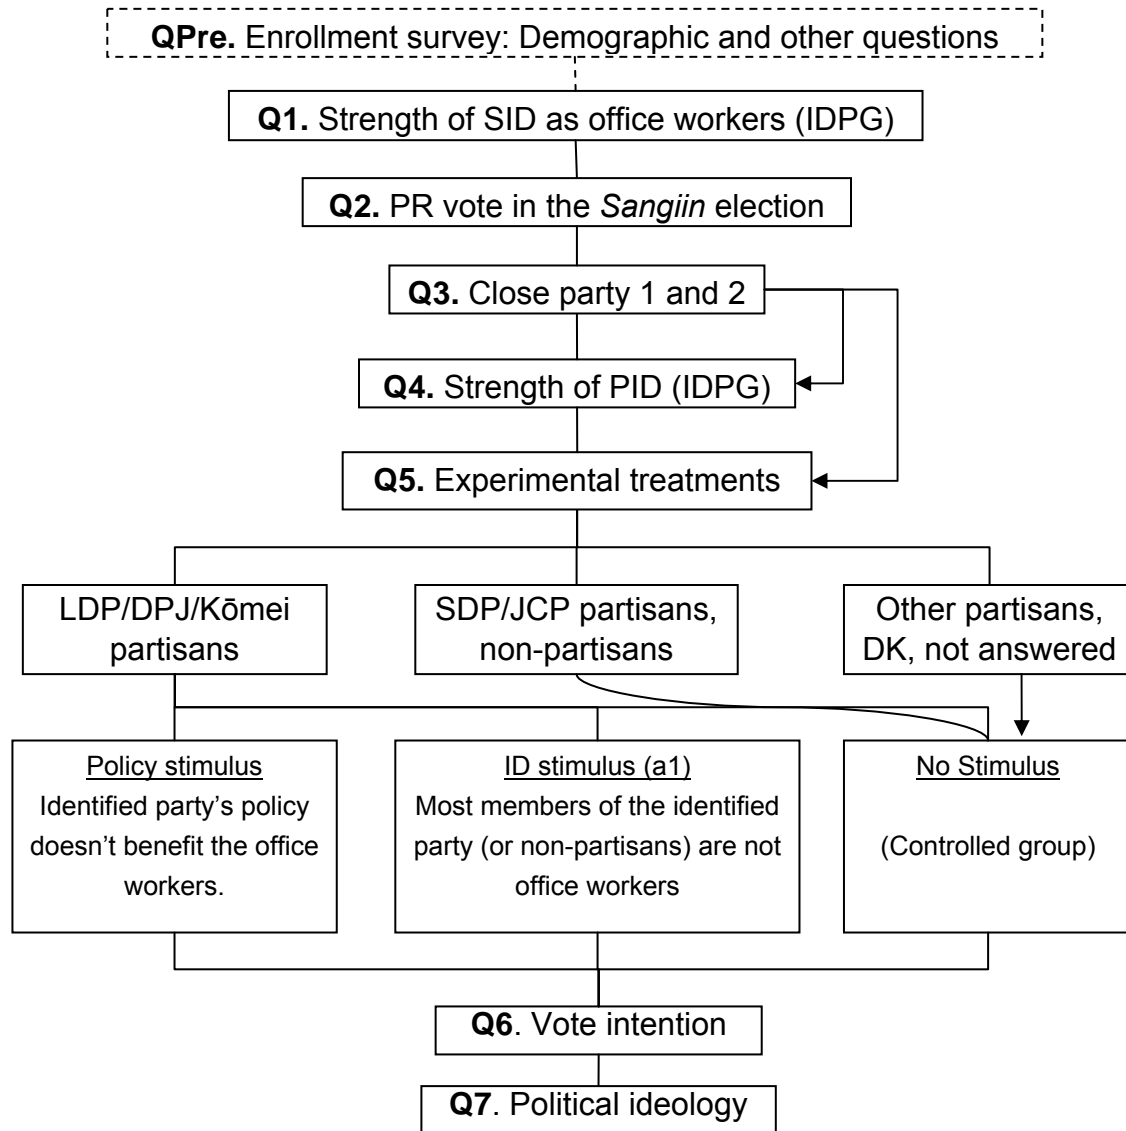 QPre. Enrollment survey: Demographic and other questions
Q1. Strength of SID as office workers (IDPG)
Q2. PR vote in the Sangiin election
Q3. Close party 1 and 2
Q4. Strength of PID (IDPG)
Q5. Experimental treatments
LDP/DPJ/Kōmei
partisans
SDP/JCP partisans,
non-partisans
Other partisans,
DK, not answered
Policy stimulus
Identified party’s policy
doesn’t benefit the office
workers.
ID stimulus (a1)
Most members of the identified
party (or non-partisans) are not
office workers
No Stimulus
(Controlled group)
Q6. Vote intention
Q7. Political ideology